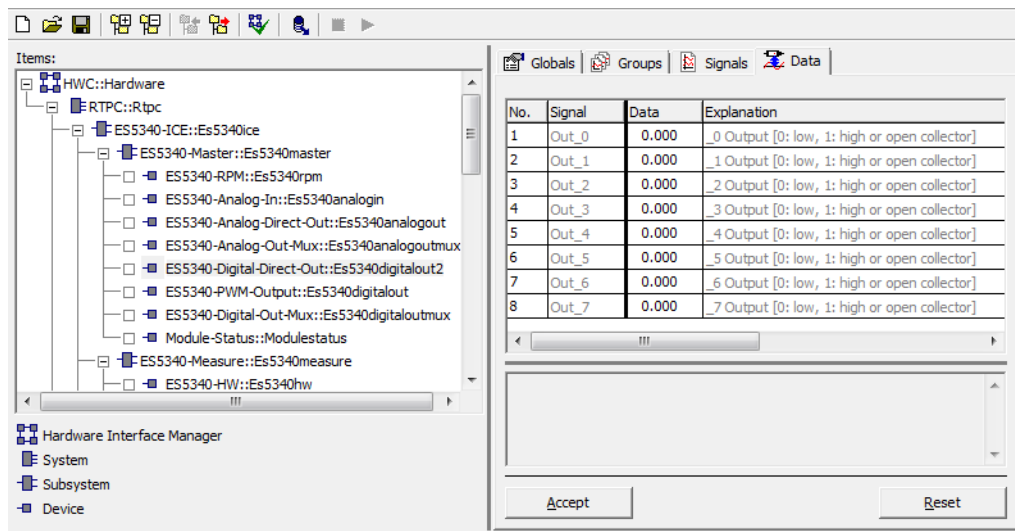 Items:
HWC::Hardware
RTPC::Rtpc
ES5340-ICE::Es5340ice
ES5340-Master::Es5340master
ES5340-RPM::Es5340rpm
ES5340-Analog-In::Es5340analogin
ES5340-Analog-Direct-Out::Es5340analogout
ES5340-Analog-Out-Mux::Es5340analogoutmux
ES5340-Digital-Direct-Out::Es5340digitalout2
ES5340-PWM-Output::Es5340digitalout
ES5340-Digital-Out-Mux::Es5340digitaloutmux
Module-Status::Modulestatus
ES5340-Measure::Es5340measure
ES5340-HW::Es5340hw
Hardware Interface Manager
System
Subsystem
Device
Globals Groups Signals Data
No. Signal Data Explanation
1 Out_0 0.000 _0 Output [0: low, 1: high or open collector]
2 Out_1 0.000 _1 Output [0: low, 1: high or open collector]
3 Out_2 0.000 _2 Output [0: low, 1: high or open collector]
4 Out_3 0.000 _3 Output [0: low, 1: high or open collector]
5 Out_4 0.000 _4 Output [0: low, 1: high or open collector]
6 Out_5 0.000 _5 Output [0: low, 1: high or open collector]
7 Out_6 0.000 _6 Output [0: low, 1: high or open collector]
8 Out_7 0.000 _7 Output [0: low, 1: high or open collector]
Accept Reset